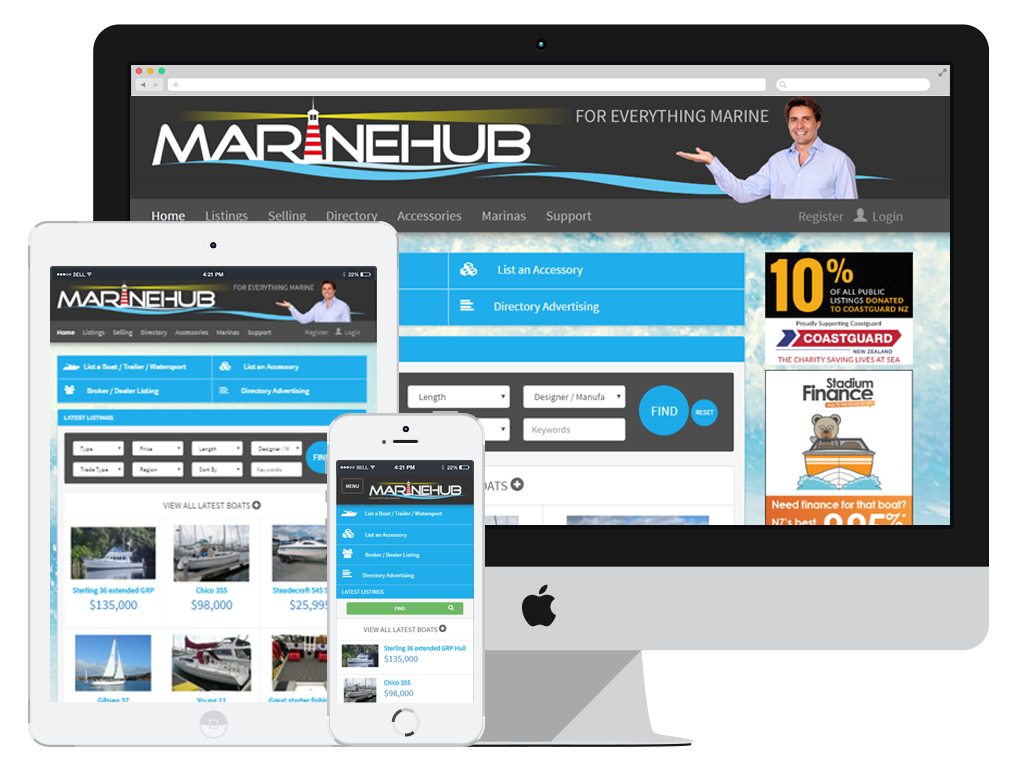 MARINEHUB
FOR EVERYTHING MARINE
Home Listings Selling Directory Accessories Marinas Support Register Login
List an Accessory
Directory Advertising
Length Designer / Manufa
Keywords
FIND RESET
BOATS
10%
OF ALL PUBLIC
LISTINGS DONATED
TO COASTGUARD NZ
Proudly Supporting Coastguard
COASTGUARD
NEW ZEALAND
THE CHARITY SAVING LIVES AT SEA
Stadium
Finance
Need finance for that boat?
NZ's best 9.95%*
BELL 4:21 PM 22%
MARINEHUB
FOR EVERYTHING MARINE
Home Listings Selling Directory Accessories Marinas Support Register Login
List a Boat / Trailer / Watersport List an Accessory
Broker / Dealer Listing Directory Advertising
LATEST LISTINGS
Type Price Length Designer / M
Trade Type Region Sort By Keywords
FIN
VIEW ALL LATEST BOATS
Sterling 36 extended GRP Chico 355 Steadecraft 545 S
$135,000 $98,000 $25,995
Gibsea 37 Young 11 Great starter fishin
BELL 4:21 PM 22%
MENU
MARINEHUB
List a Boat / Trailer / Watersport
List an Accessory
Broker / Dealer Listing
Directory Advertising
LATEST LISTINGS
FIND
VIEW ALL LATEST BOATS
Sterling 36 extended GRP Hull
$135,000
Chico 355
$98,000